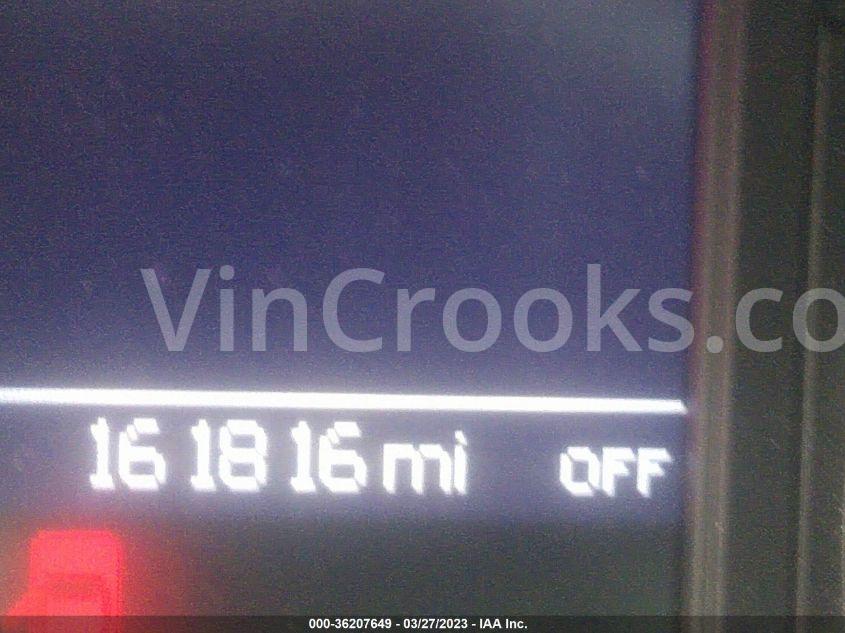 VinCrooks.co
161816 mi OFF
000-36207649 - 03/27/2023 - IAA Inc.